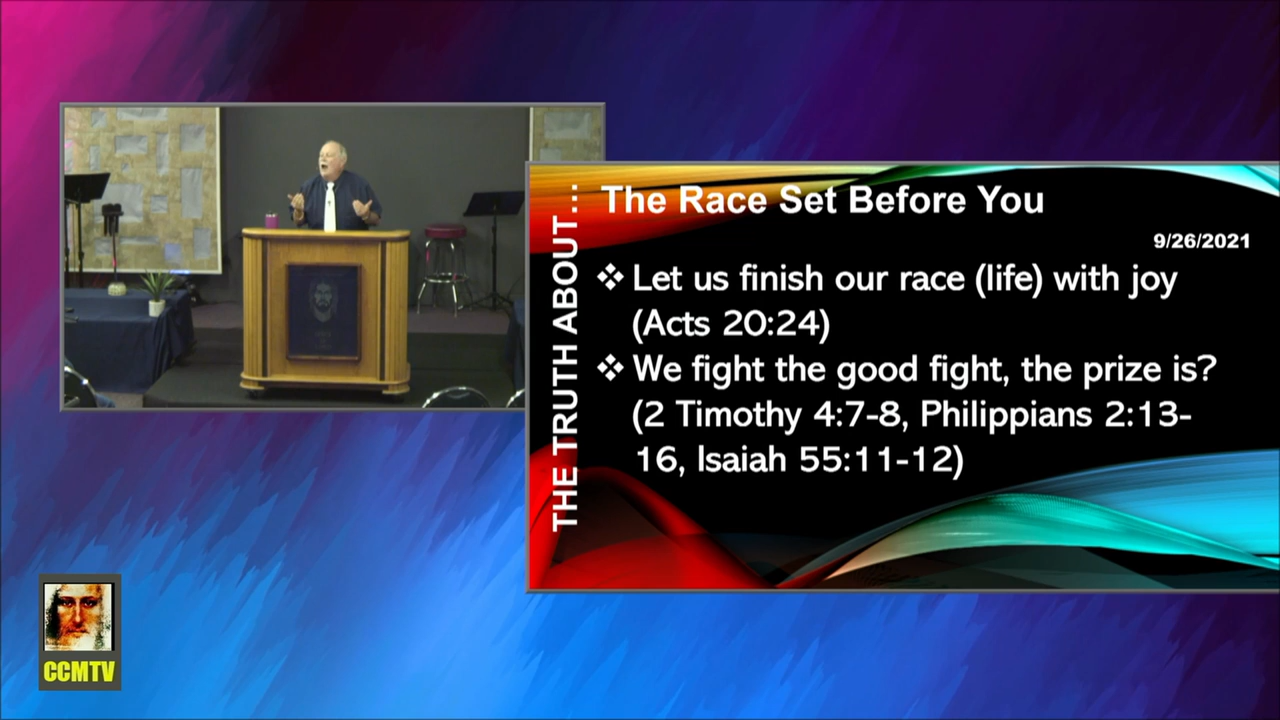 THE TRUTH ABOUT...
The Race Set Before You
9/26/2021
❖ Let us finish our race (life) with joy
(Acts 20:24)
❖ We fight the good fight, the prize is?
(2 Timothy 4:7-8, Philippians 2:13-
16, Isaiah 55:11-12)
CCMTV